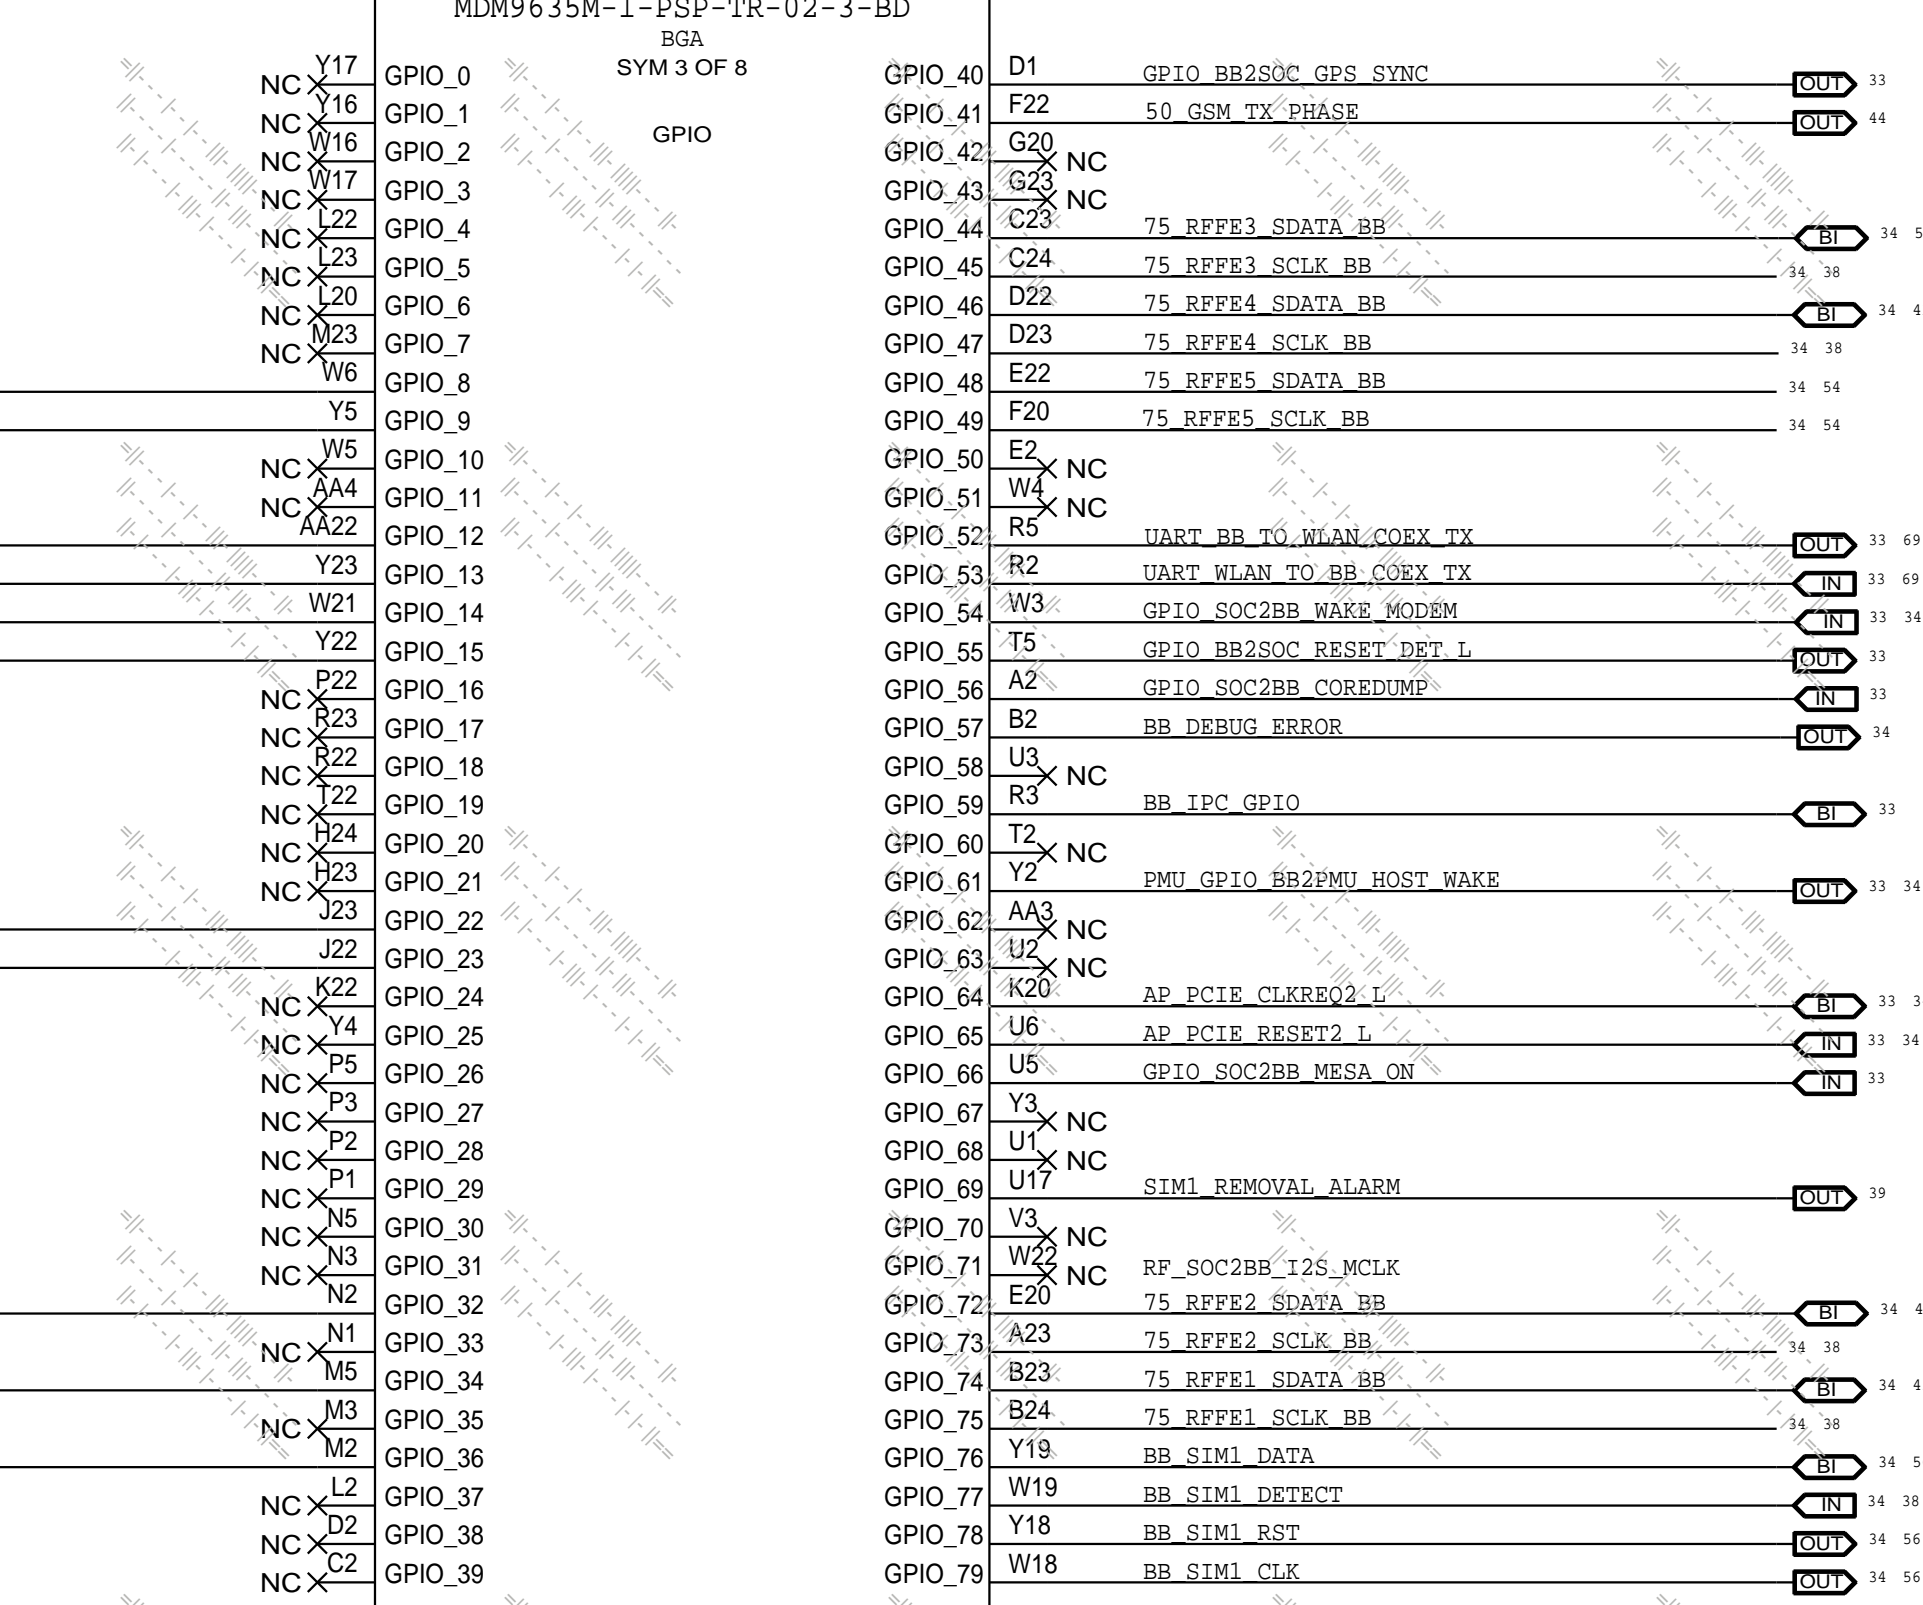 MDM9635M-1-PSP-TR-02-3-BD
BGA
SYM 3 OF 8
GPIO
NC Y17 GPIO_0 GPIO_40 D1 GPIO_BB2SOC_GPS_SYNC OUT 33
NC Y16 GPIO_1 GPIO_41 F22 50_GSM_TX_PHASE OUT 44
NC W16 GPIO_2 GPIO_42 G20 NC
NC W17 GPIO_3 GPIO_43 G23 NC
NC L22 GPIO_4 GPIO_44 C23 75_RFFE3_SDATA_BB BI 34 5
NC L23 GPIO_5 GPIO_45 C24 75_RFFE3_SCLK_BB 34 38
NC L20 GPIO_6 GPIO_46 D22 75_RFFE4_SDATA_BB BI 34 4
NC M23 GPIO_7 GPIO_47 D23 75_RFFE4_SCLK_BB 34 38
W6 GPIO_8 GPIO_48 E22 75_RFFE5_SDATA_BB 34 54
Y5 GPIO_9 GPIO_49 F20 75_RFFE5_SCLK_BB 34 54
NC W5 GPIO_10 GPIO_50 E2 NC
NC AA4 GPIO_11 GPIO_51 W4 NC
AA22 GPIO_12 GPIO_52 R5 UART_BB_TO_WLAN_COEX_TX OUT 33 69
Y23 GPIO_13 GPIO_53 R2 UART_WLAN_TO_BB_COEX_TX IN 33 69
W21 GPIO_14 GPIO_54 W3 GPIO_SOC2BB_WAKE_MODEM IN 33 34
Y22 GPIO_15 GPIO_55 T5 GPIO_BB2SOC_RESET_DET_L OUT 33
NC P22 GPIO_16 GPIO_56 A2 GPIO_SOC2BB_COREDUMP IN 33
NC R23 GPIO_17 GPIO_57 B2 BB_DEBUG_ERROR OUT 34
NC R22 GPIO_18 GPIO_58 U3 NC
NC T22 GPIO_19 GPIO_59 R3 BB_IPC_GPIO BI 33
NC H24 GPIO_20 GPIO_60 T2 NC
NC H23 GPIO_21 GPIO_61 Y2 PMU_GPIO_BB2PMU_HOST_WAKE OUT 33 34
J23 GPIO_22 GPIO_62 AA3 NC
J22 GPIO_23 GPIO_63 U2 NC
NC K22 GPIO_24 GPIO_64 K20 AP_PCIE_CLKREQ2_L BI 33 3
NC Y4 GPIO_25 GPIO_65 U6 AP_PCIE_RESET2_L IN 33 34
NC P5 GPIO_26 GPIO_66 U5 GPIO_SOC2BB_MESA_ON IN 33
NC P3 GPIO_27 GPIO_67 Y3 NC
NC P2 GPIO_28 GPIO_68 U1 NC
NC P1 GPIO_29 GPIO_69 U17 SIM1_REMOVAL_ALARM OUT 39
NC N5 GPIO_30 GPIO_70 V3 NC
NC N3 GPIO_31 GPIO_71 W22 NC RF_SOC2BB_I2S_MCLK
N2 GPIO_32 GPIO_72 E20 75_RFFE2_SDATA_BB BI 34 4
NC N1 GPIO_33 GPIO_73 A23 75_RFFE2_SCLK_BB 34 38
M5 GPIO_34 GPIO_74 B23 75_RFFE1_SDATA_BB BI 34 4
NC M3 GPIO_35 GPIO_75 B24 75_RFFE1_SCLK_BB 34 38
M2 GPIO_36 GPIO_76 Y19 BB_SIM1_DATA BI 34 5
NC L2 GPIO_37 GPIO_77 W19 BB_SIM1_DETECT IN 34 38
NC D2 GPIO_38 GPIO_78 Y18 BB_SIM1_RST OUT 34 56
NC C2 GPIO_39 GPIO_79 W18 BB_SIM1_CLK OUT 34 56